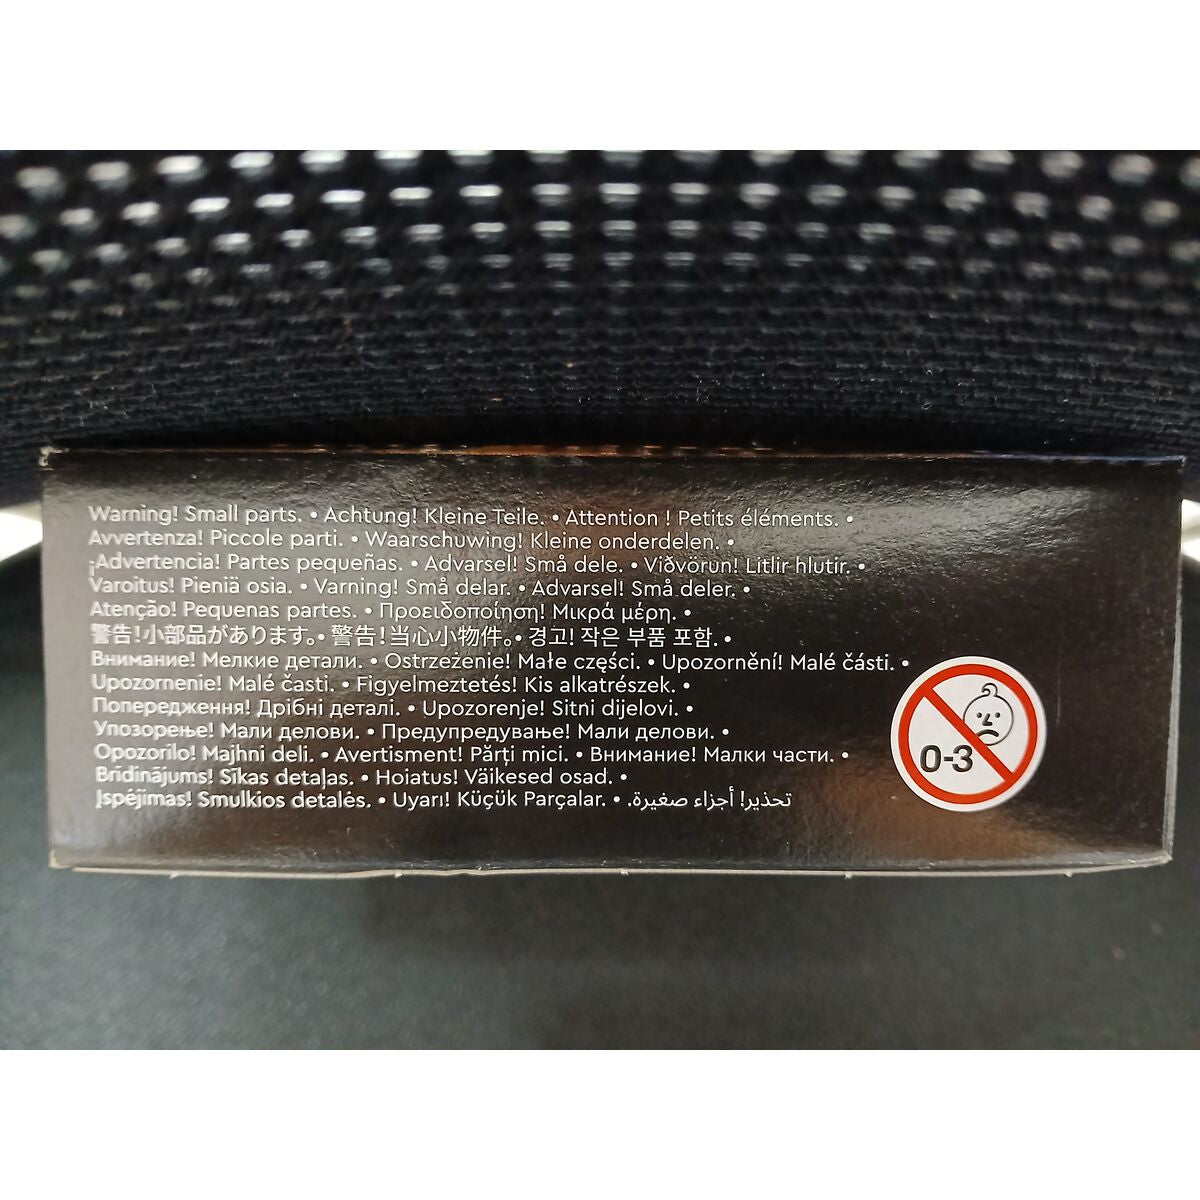 Warning! Small parts. • Achtung! Kleine Teile. • Attention ! Petits éléments. •
Avvertenza! Piccole parti. • Waarschuwing! Kleine onderdelen. •
¡Advertencia! Partes pequeñas. • Advarsel! Små dele. • Viðvörun! Litlir hlutir. •
Varoitus! Pieniä osia. • Varning! Små delar. • Advarsel! Små deler. •
Atenção! Pequenas partes. • Προειδοποίηση! Μικρά μέρη. •
警告!小部品があります。• 警告!当心小物件。• 경고! 작은 부품 포함. •
Внимание! Мелкие детали. • Ostrzeżenie! Małe części. • Upozornění! Malé části. •
Upozornenie! Malé časti. • Figyelmeztetés! Kis alkatrészek. •
Попередження! Дрібні деталі. • Upozorenje! Sitni dijelovi. •
Упозорење! Мали делови. • Предупредување! Мали делови. •
Opozorilo! Majhni deli. • Avertisment! Părți mici. • Внимание! Малки части. •
Brīdinājums! Sīkas detaļas. • Hoiatus! Väikesed osad. •
Įspėjimas! Smulkios detalės. • Uyarı! Küçük Parçalar. • تحذير! أجزاء صغيرة.
0-3